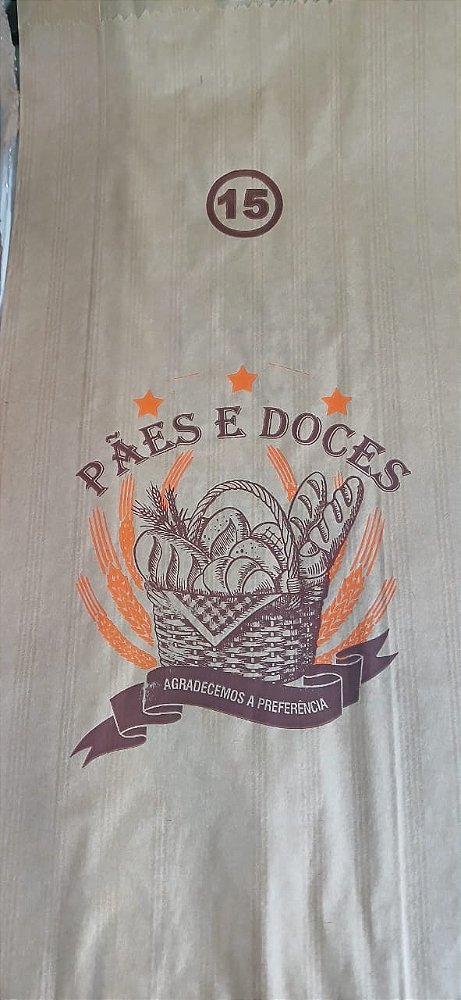 15
PÃES E DOCES
AGRADECEMOS A PREFERÊNCIA